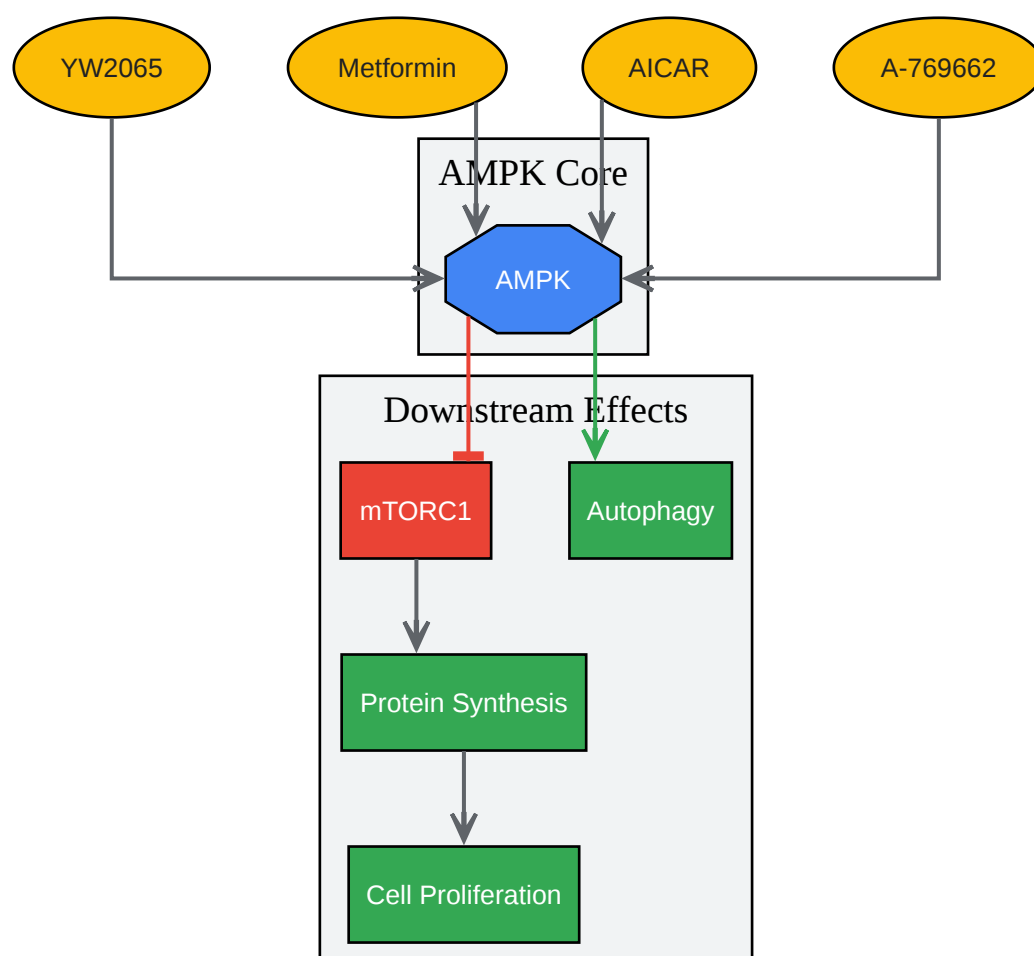 YW2065
Metformin
AICAR
A-769662
AMPK Core
AMPK
Downstream Effects
mTORC1
Autophagy
Protein Synthesis
Cell Proliferation